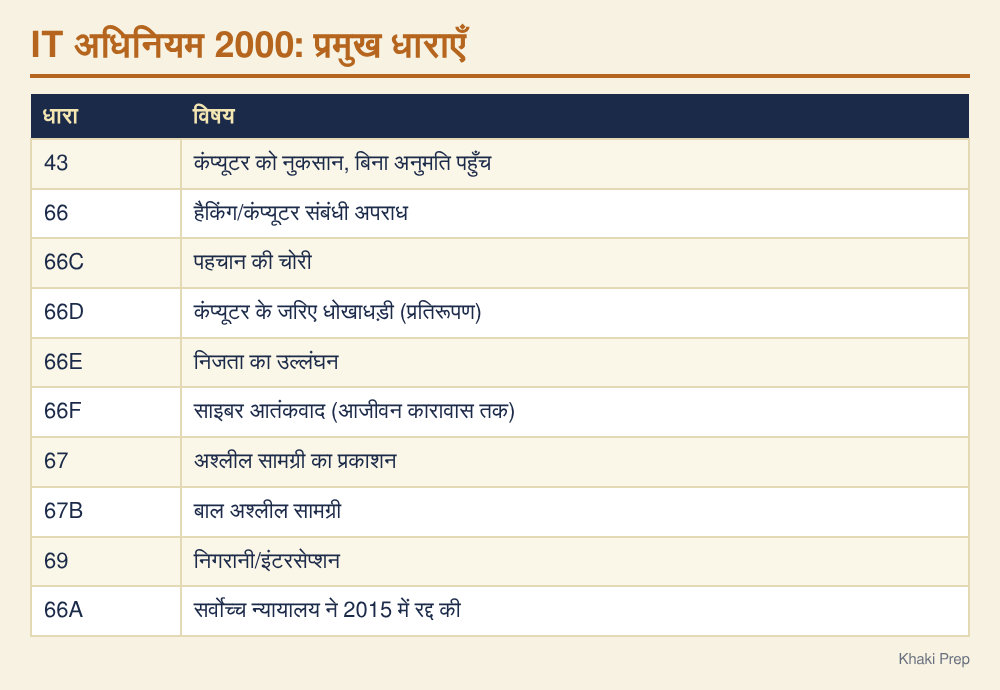 IT अधिनियम 2000: प्रमुख धाराएँ
धारा विषय
43 कंप्यूटर को नुकसान, बिना अनुमति पहुँच
66 हैकिंग/कंप्यूटर संबंधी अपराध
66C पहचान की चोरी
66D कंप्यूटर के जरिए धोखाधड़ी (प्रतिरूपण)
66E निजता का उल्लंघन
66F साइबर आतंकवाद (आजीवन कारावास तक)
67 अश्लील सामग्री का प्रकाशन
67B बाल अश्लील सामग्री
69 निगरानी/इंटरसेप्शन
66A सर्वोच्च न्यायालय ने 2015 में रद्द की
Khaki Prep